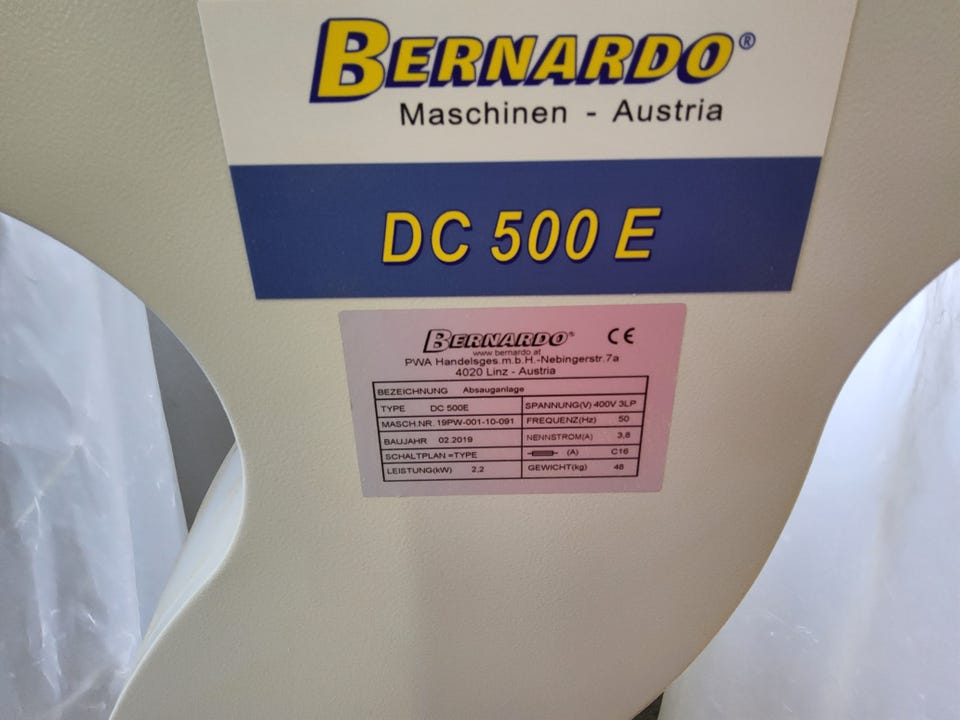 BERNARDO®
Maschinen - Austria
DC 500 E
BERNARDO® CE
www.bernardo.at
PWA Handelsges.m.b.H.-Nebingerstr.7a
4020 Linz - Austria
BEZEICHNUNG Absauganlage
TYPE DC 500E SPANNUNG(V) 400V 3LP
MASCH.NR. 19PW-001-10-091 FREQUENZ(Hz) 50
BAUJAHR 02.2019 NENNSTROM(A) 3,8
SCHALTPLAN =TYPE (A) C16
LEISTUNG(kW) 2,2 GEWICHT(kg) 48